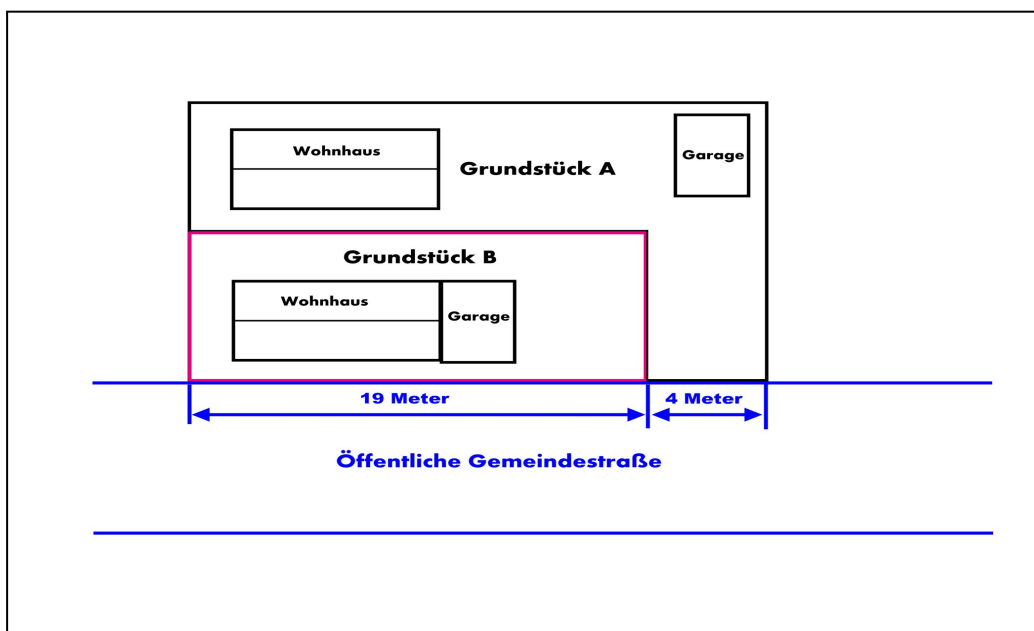 Wohnhaus
Grundstück A
Garage
Grundstück B
Wohnhaus
Garage
19 Meter
4 Meter
Öffentliche Gemeindestraße